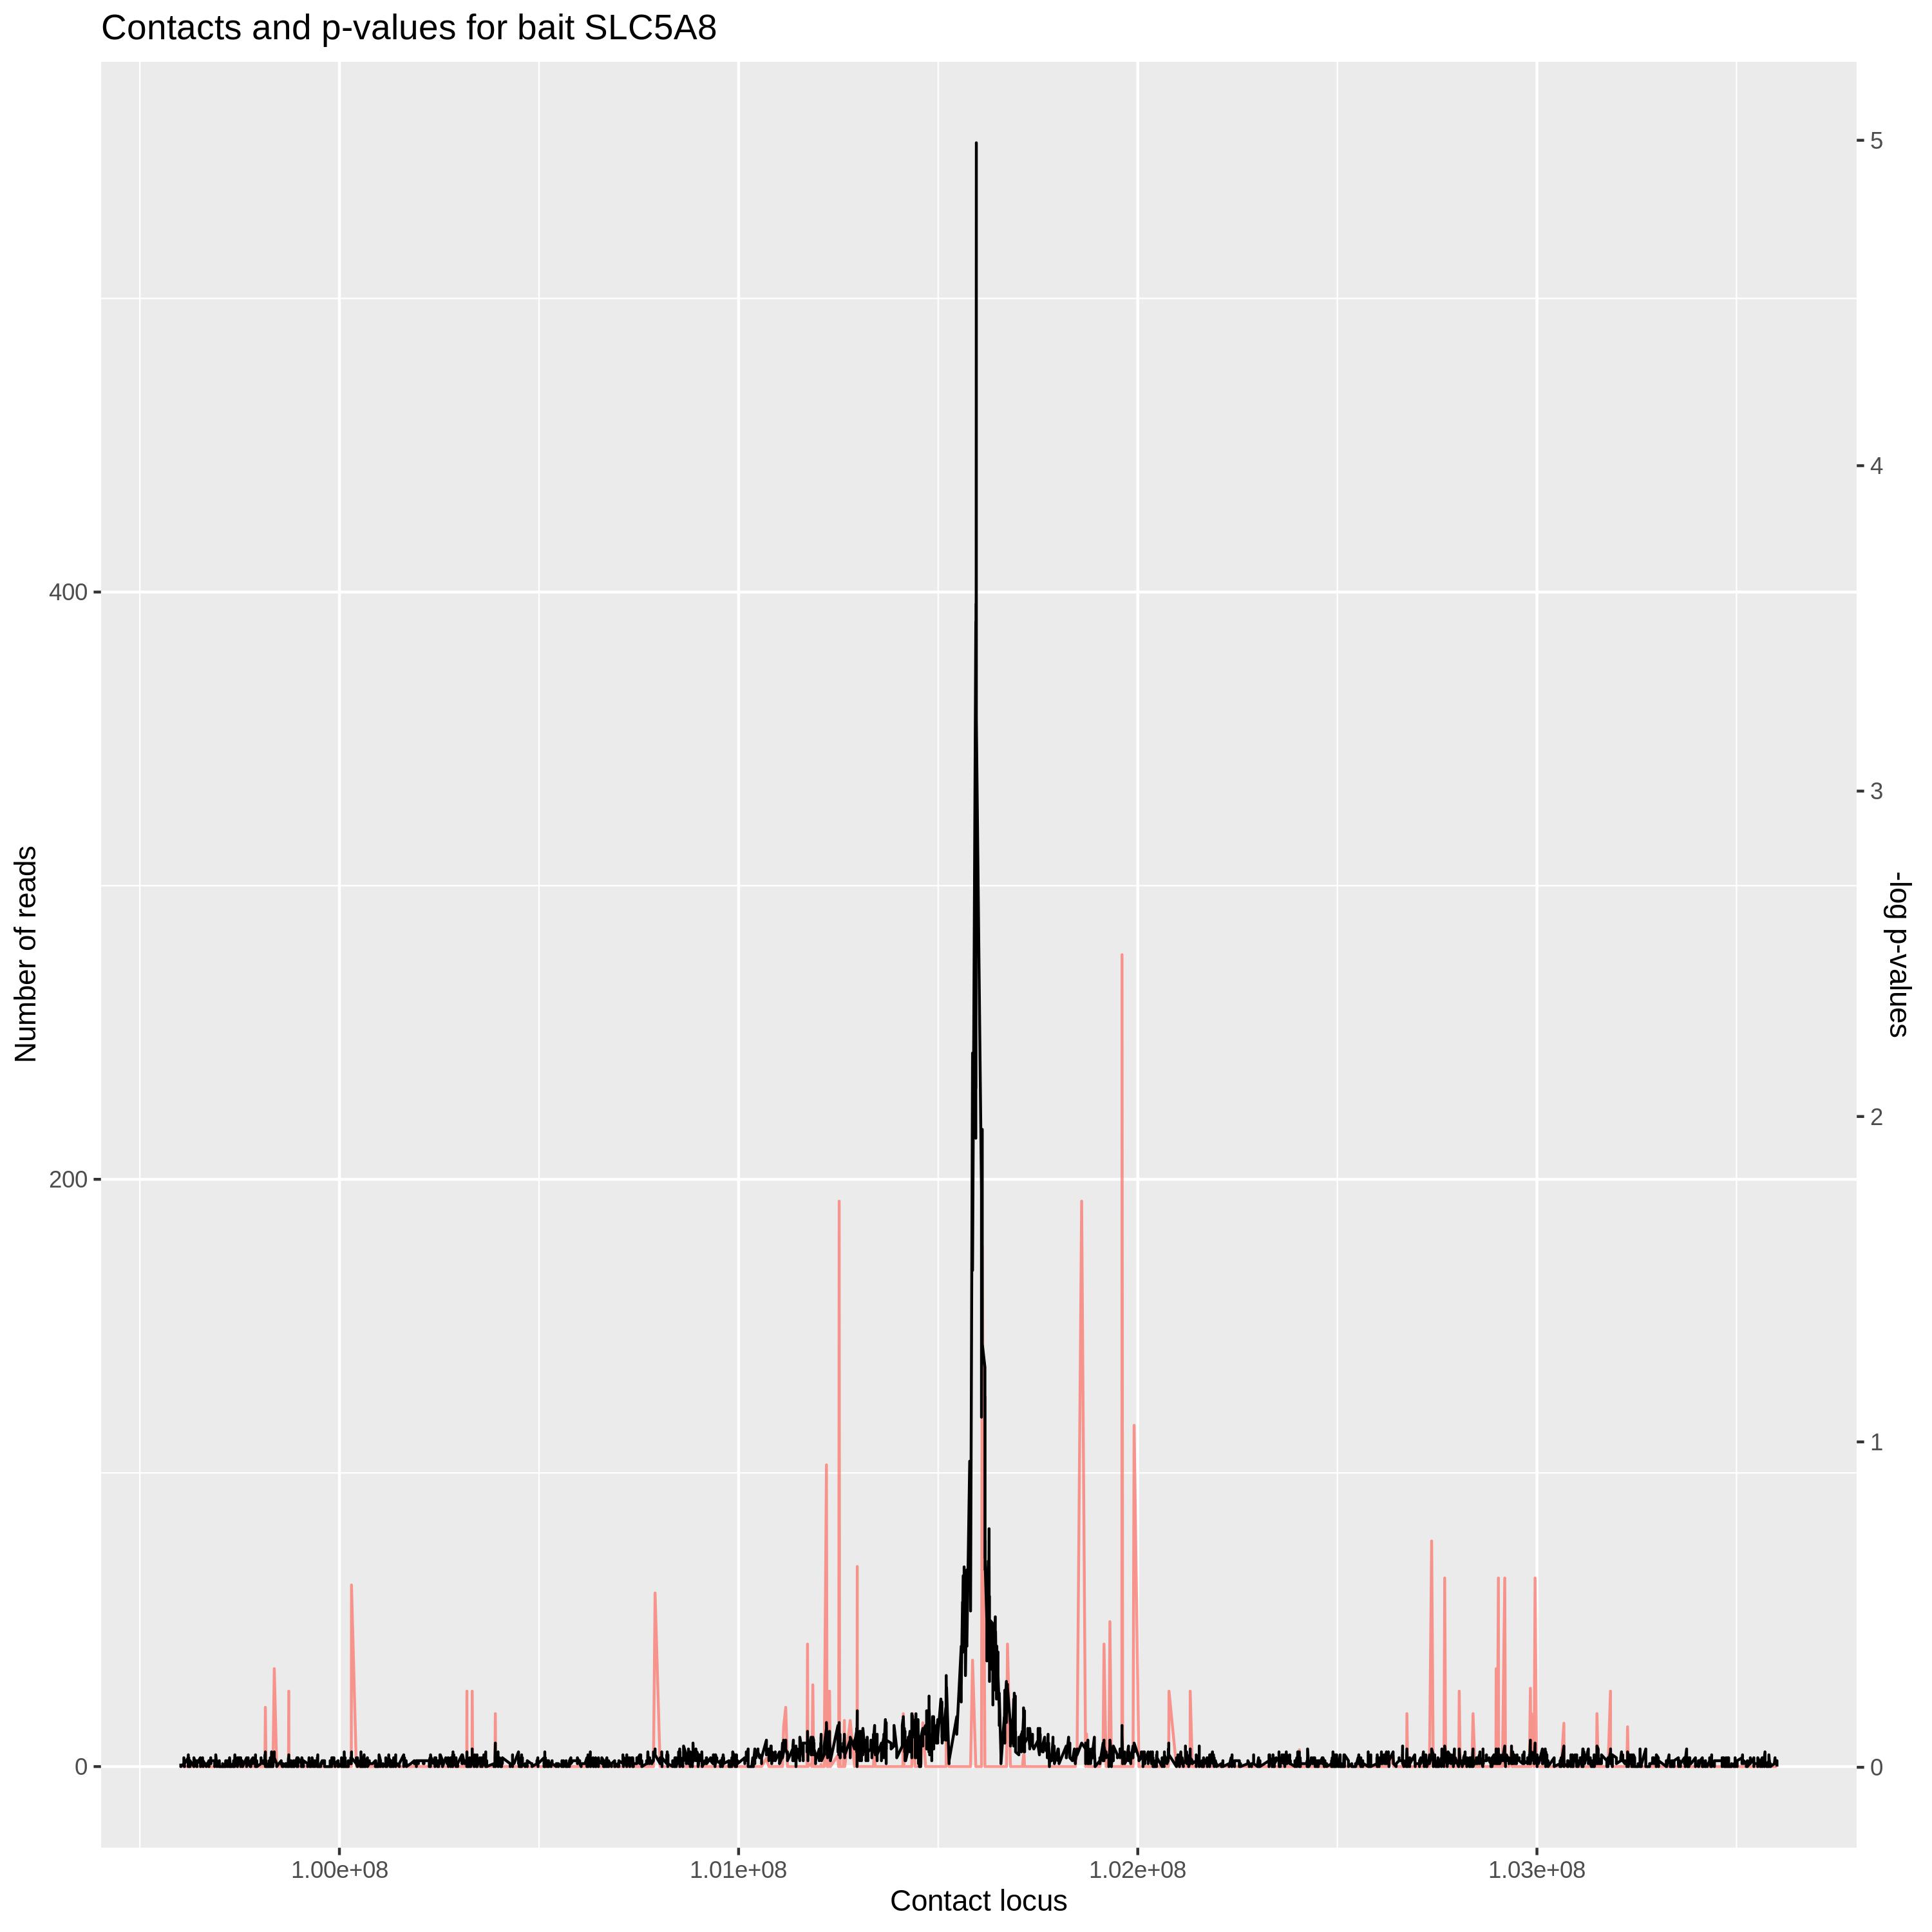 Contacts and p-values for bait SLC5A8
Number of reads
400
200
0
5
4
3
2
1
0
-log p-values
1.00e+08
1.01e+08
1.02e+08
1.03e+08
Contact locus